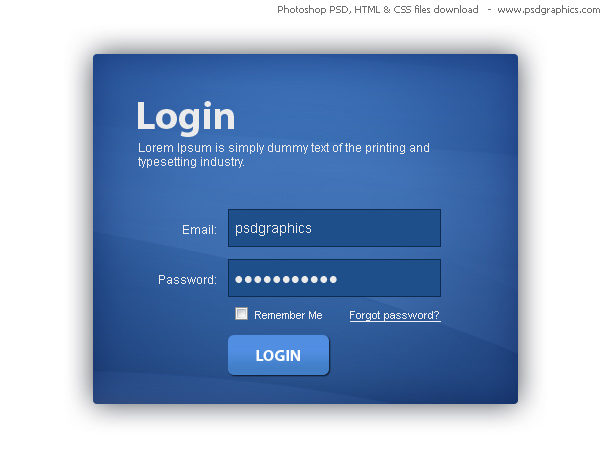 Photoshop PSD, HTML & CSS files download - www.psdgraphics.com
Login
Lorem Ipsum is simply dummy text of the printing and
typesetting industry.
Email: psdgraphics
Password: ●●●●●●●●●●●
Remember Me Forgot password?
LOGIN